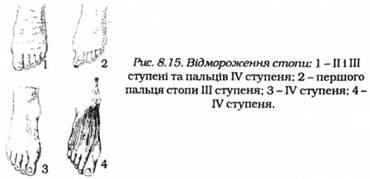 1
2
3
4
Рис. 8.15. Відмороження стопи: 1 – II і III
ступені та пальців IV ступеня; 2 – першого
пальця стопи III ступеня; 3 – IV ступеня; 4 –
IV ступеня.